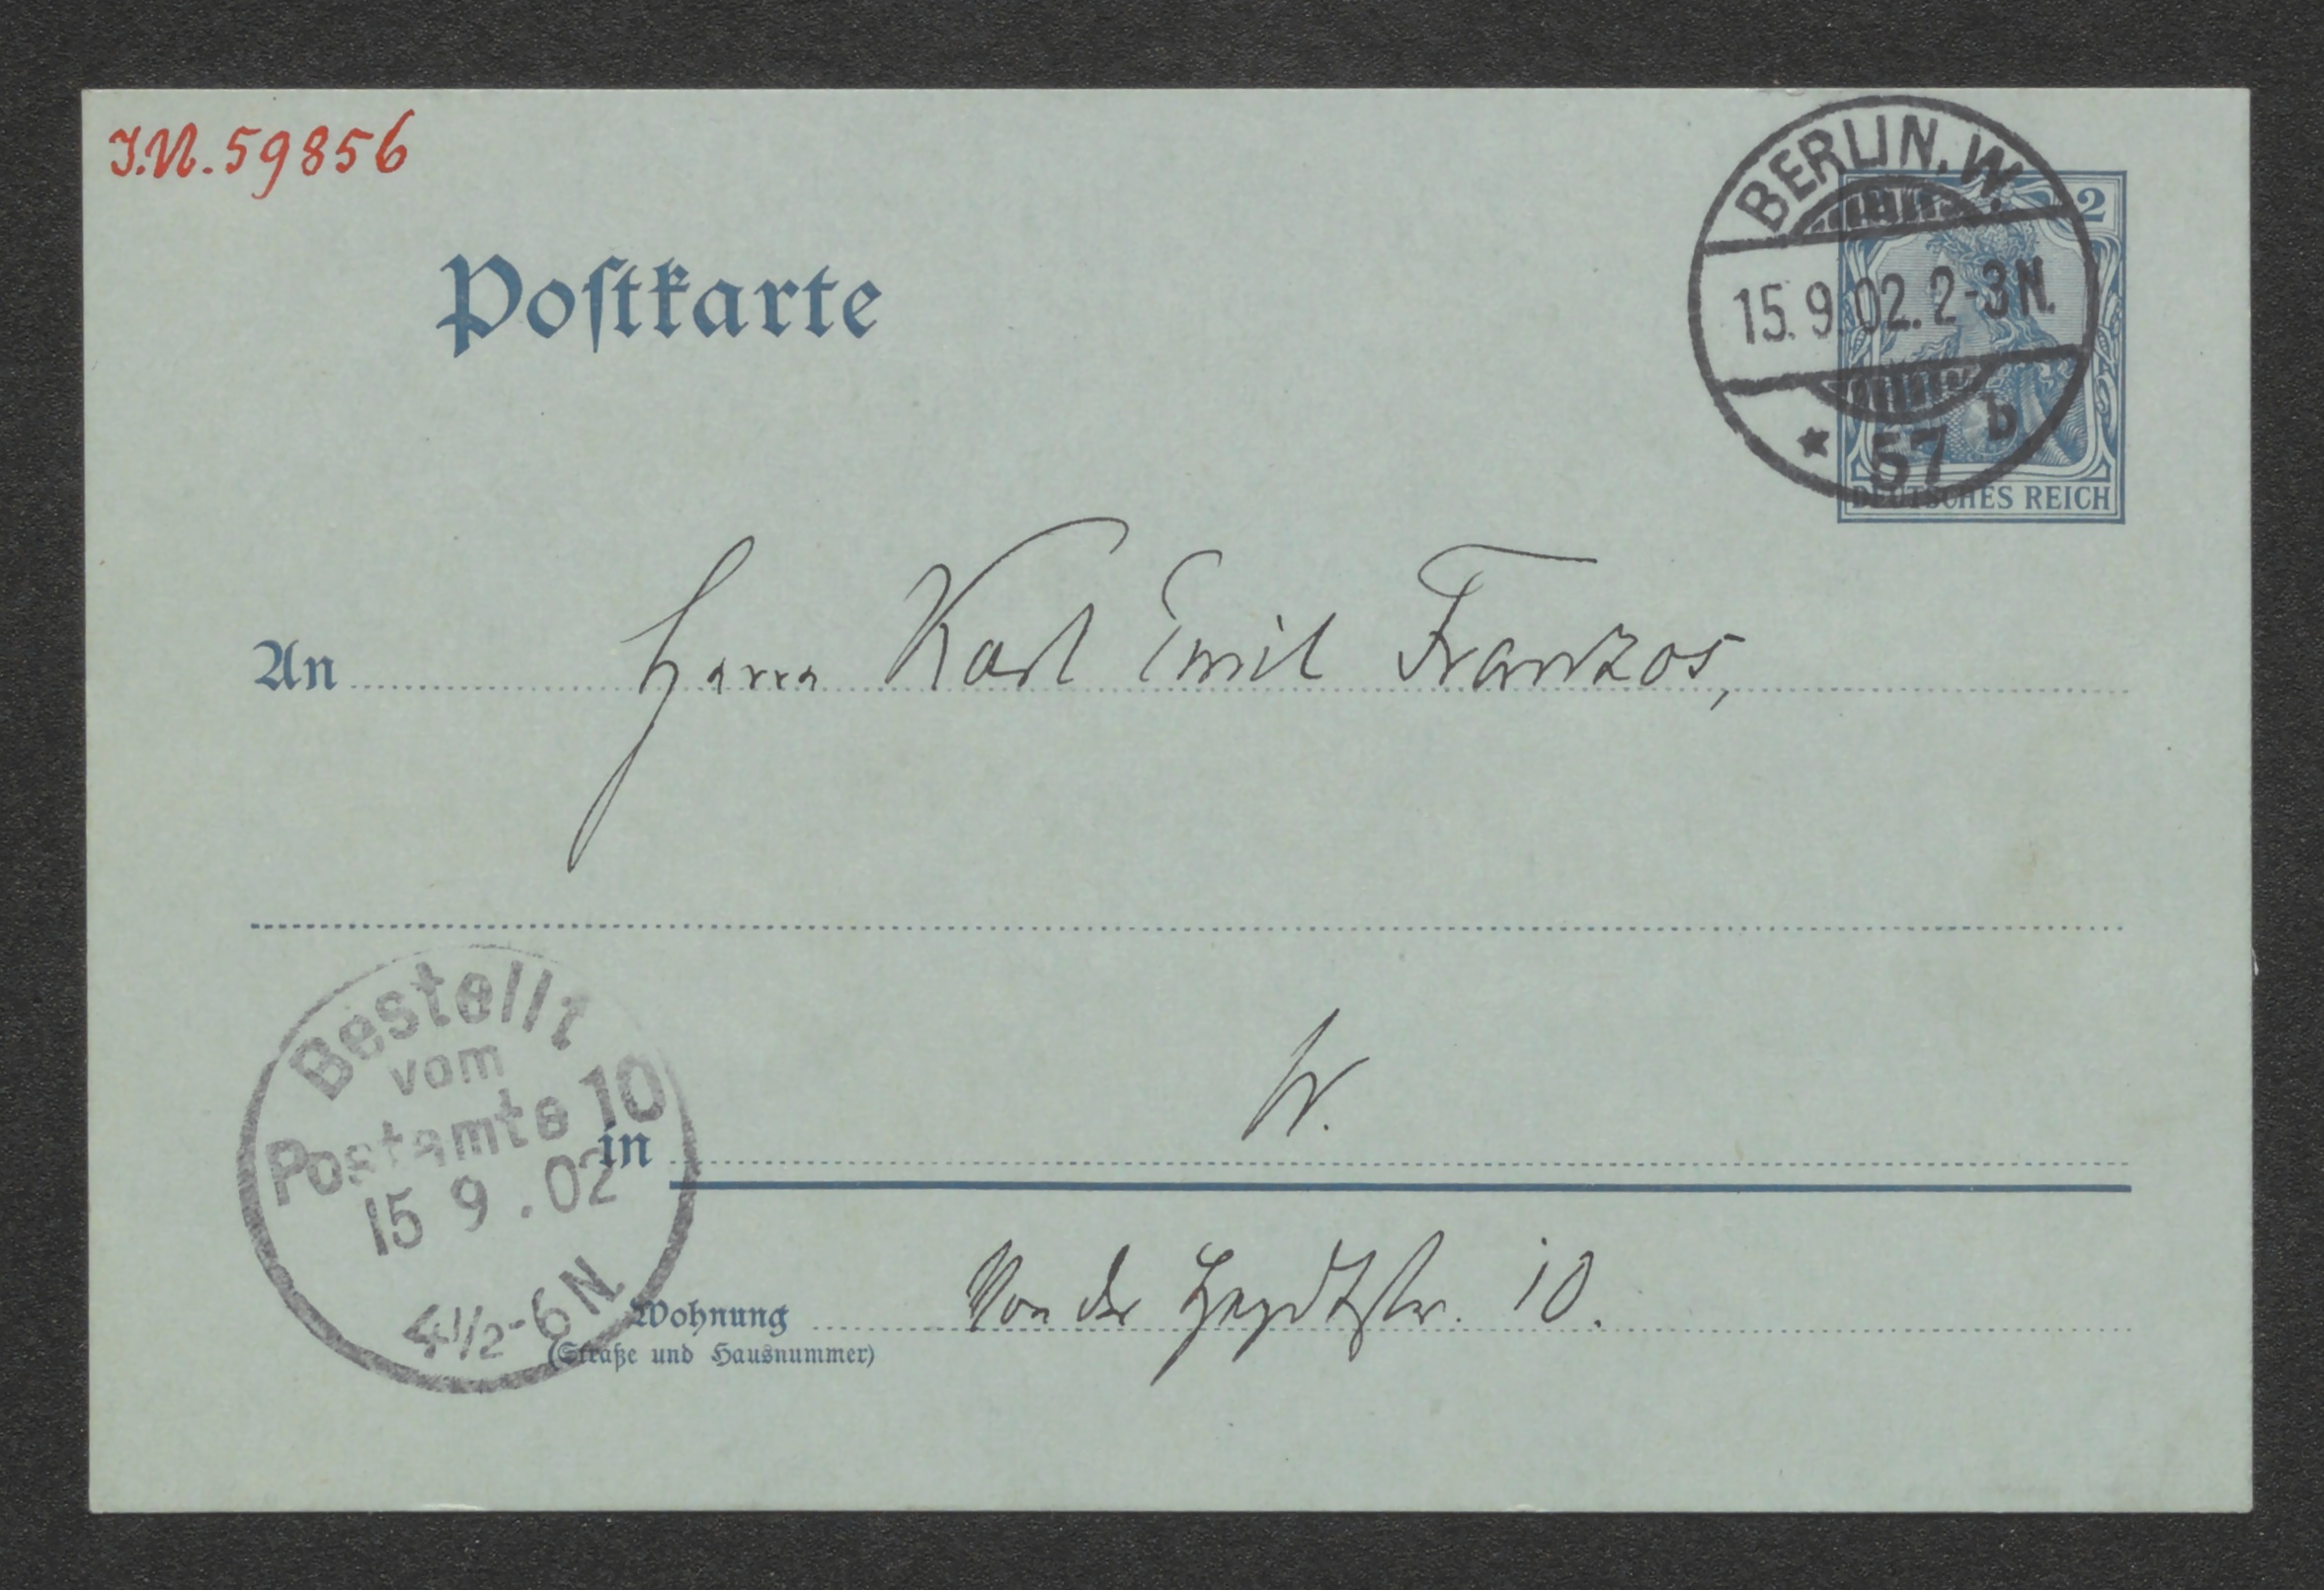 J.N. 59856
BERLIN. W.
2
15.9.02.2-3N.
* 57 b
DEUTSCHES REICH
Postkarte
An Herrn Karl Emil Franzos,
Bestellt
vom
Postamte 10
15 9.02
4 1/2-6 N.
in W.
Wohnung Von der Heydtstr. 10.
(Straße und Hausnummer)